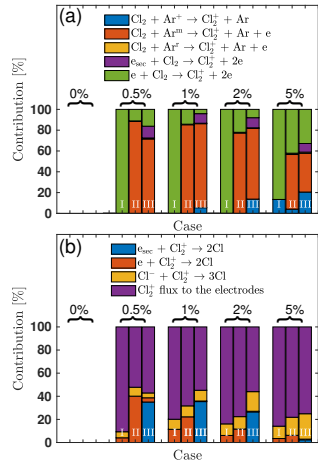 (a)
Cl₂ + Ar⁺ → Cl₂⁺ + Ar
Cl₂ + Arᵐ → Cl₂⁺ + Ar + e
Cl₂ + Arʳ → Cl₂⁺ + Ar + e
e_sec + Cl₂ → Cl₂⁺ + 2e
e + Cl₂ → Cl₂⁺ + 2e
0% 0.5% 1% 2% 5%
Contribution [%]
100
80
60
40
20
0
I II III I II III I II III I II III
Case
(b)
e_sec + Cl₂⁺ → 2Cl
e + Cl₂⁺ → 2Cl
Cl⁻ + Cl₂⁺ → 3Cl
Cl₂⁺ flux to the electrodes
0% 0.5% 1% 2% 5%
Contribution [%]
100
80
60
40
20
0
I II III I II III I II III I II III
Case